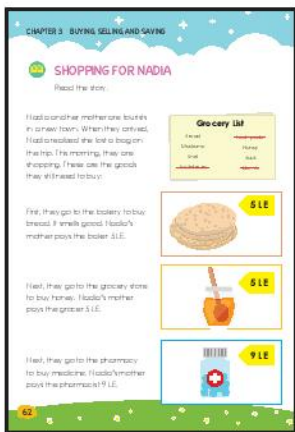 CHAPTER 3 BUYING, SELLING AND SAVING
SHOPPING FOR NADIA
Read the story.
Nadia and her mother are tourists
in a new town. When they arrived,
Nadia realized she lost a bag on
the trip. This morning, they are
shopping. These are the goods
they still need to buy:
Grocery List
Bread
Medicine
Honey
First, they go to the bakery to buy
bread. It smells good. Nadia's
mother pays the baker 5 LE.
5 LE
Next, they go to the grocery store
to buy honey. Nadia's mother
pays the grocer 5 LE.
5 LE
Next, they go to the pharmacy
to buy medicine. Nadia's mother
pays the pharmacist 9 LE.
9 LE
62